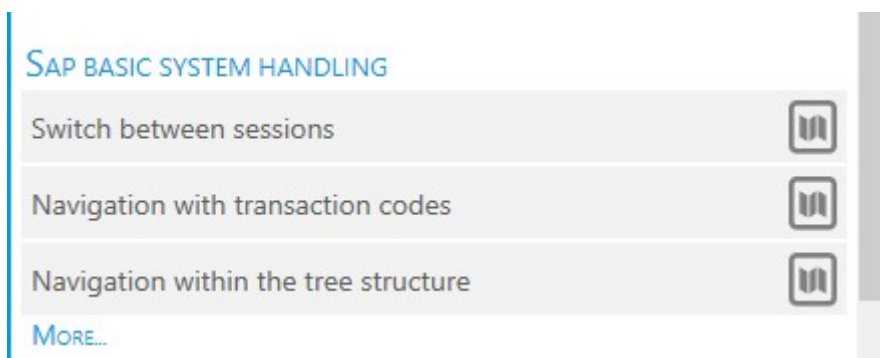 SAP BASIC SYSTEM HANDLING
Switch between sessions
Navigation with transaction codes
Navigation within the tree structure
MORE...